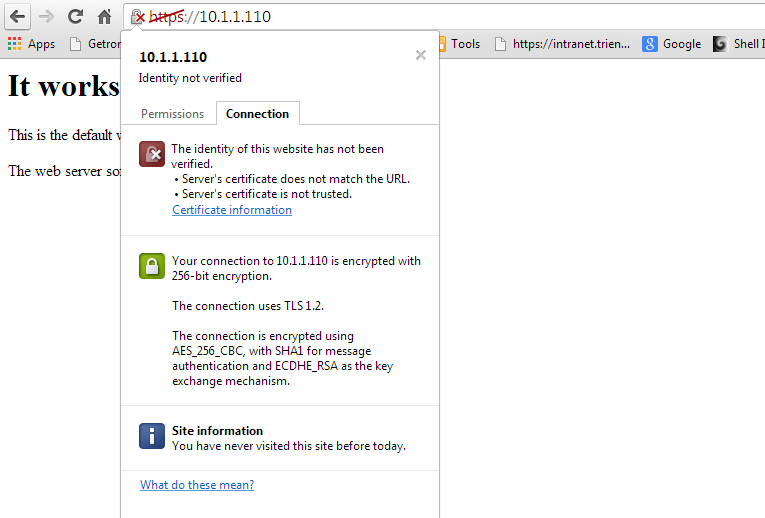 https://10.1.1.110
Apps Getron Tools https://intranet.trien... Google Shell I
10.1.1.110
Identity not verified
Permissions Connection
It works
This is the default w
The web server so
The identity of this website has not been
verified.
• Server's certificate does not match the URL.
• Server's certificate is not trusted.
Certificate information
Your connection to 10.1.1.110 is encrypted with
256-bit encryption.
The connection uses TLS 1.2.
The connection is encrypted using
AES_256_CBC, with SHA1 for message
authentication and ECDHE_RSA as the key
exchange mechanism.
Site information
You have never visited this site before today.
What do these mean?